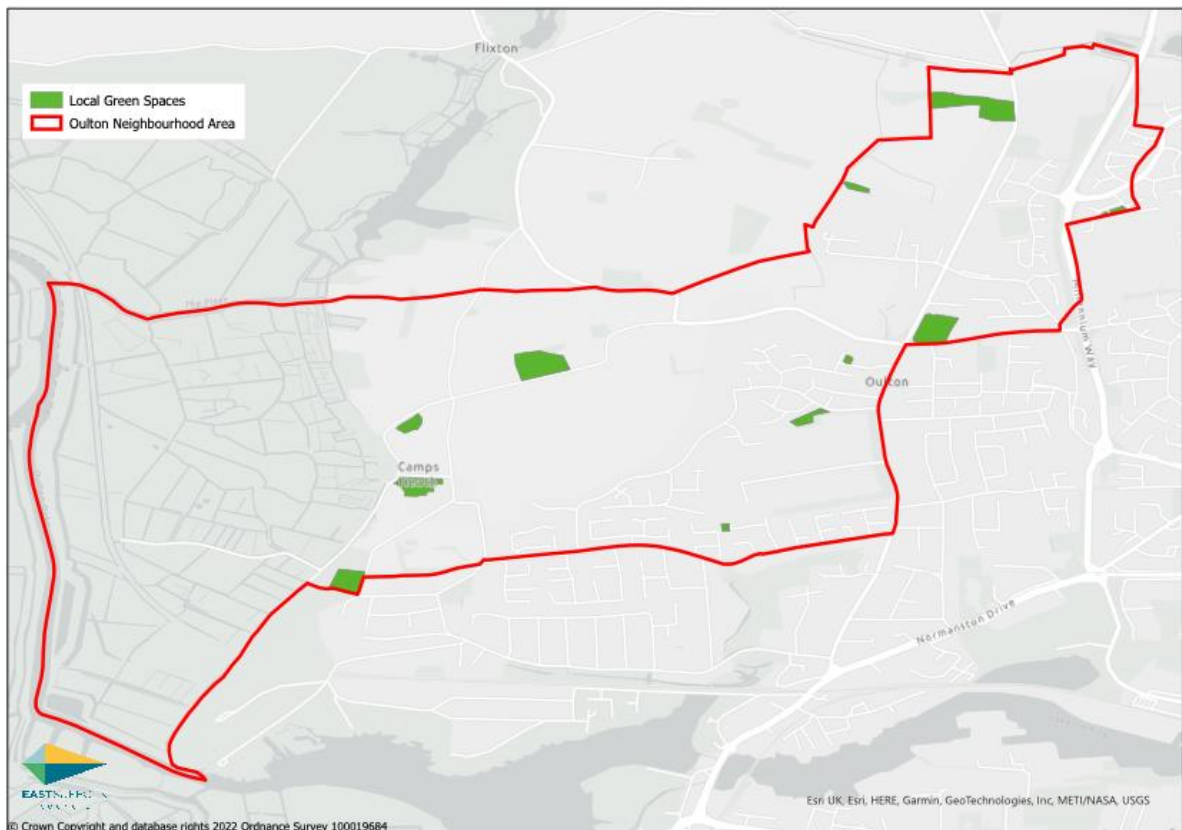 Flixton
Local Green Spaces
Oulton Neighbourhood Area
Oulton
Millennium Way
Camps
Normanston Drive
EAST
Esri UK, Esri, HERE, Garmin, GeoTechnologies, Inc, METI/NASA, USGS
© Crown Copyright and database rights 2022 Ordnance Survey 100019684